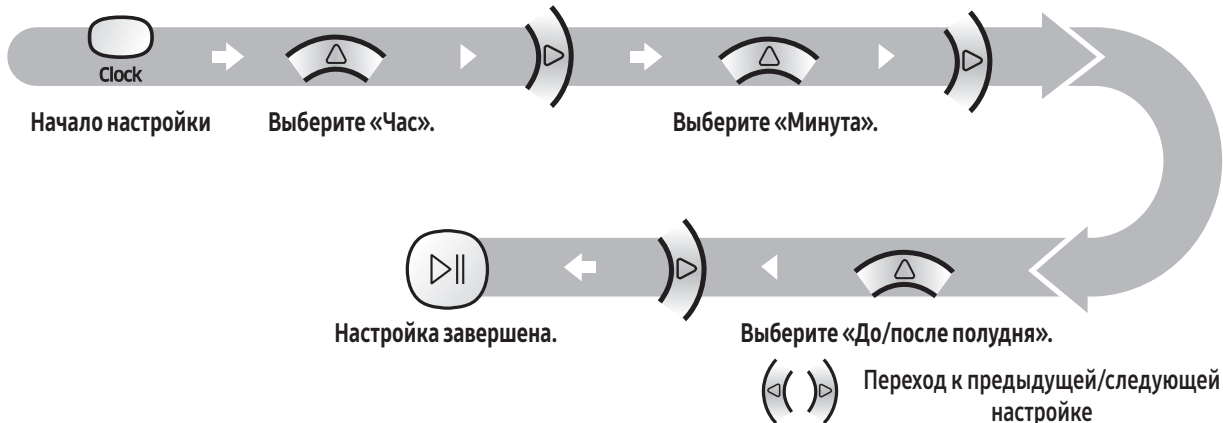 Clock
Начало настройки
Выберите «Час».
Выберите «Минута».
Настройка завершена.
Выберите «До/после полудня».
Переход к предыдущей/следующей
настройке